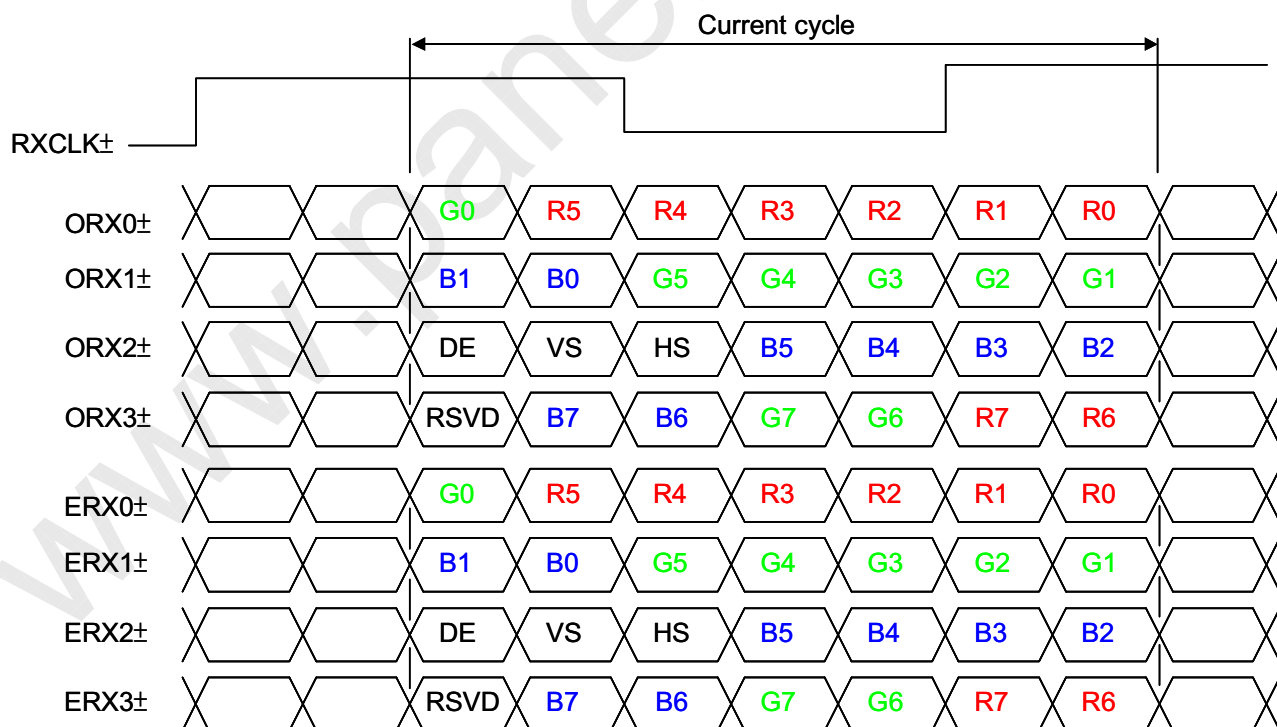 Current cycle
RXCLK±
ORX0± G0 R5 R4 R3 R2 R1 R0
ORX1± B1 B0 G5 G4 G3 G2 G1
ORX2± DE VS HS B5 B4 B3 B2
ORX3± RSVD B7 B6 G7 G6 R7 R6
ERX0± G0 R5 R4 R3 R2 R1 R0
ERX1± B1 B0 G5 G4 G3 G2 G1
ERX2± DE VS HS B5 B4 B3 B2
ERX3± RSVD B7 B6 G7 G6 R7 R6
www.pane